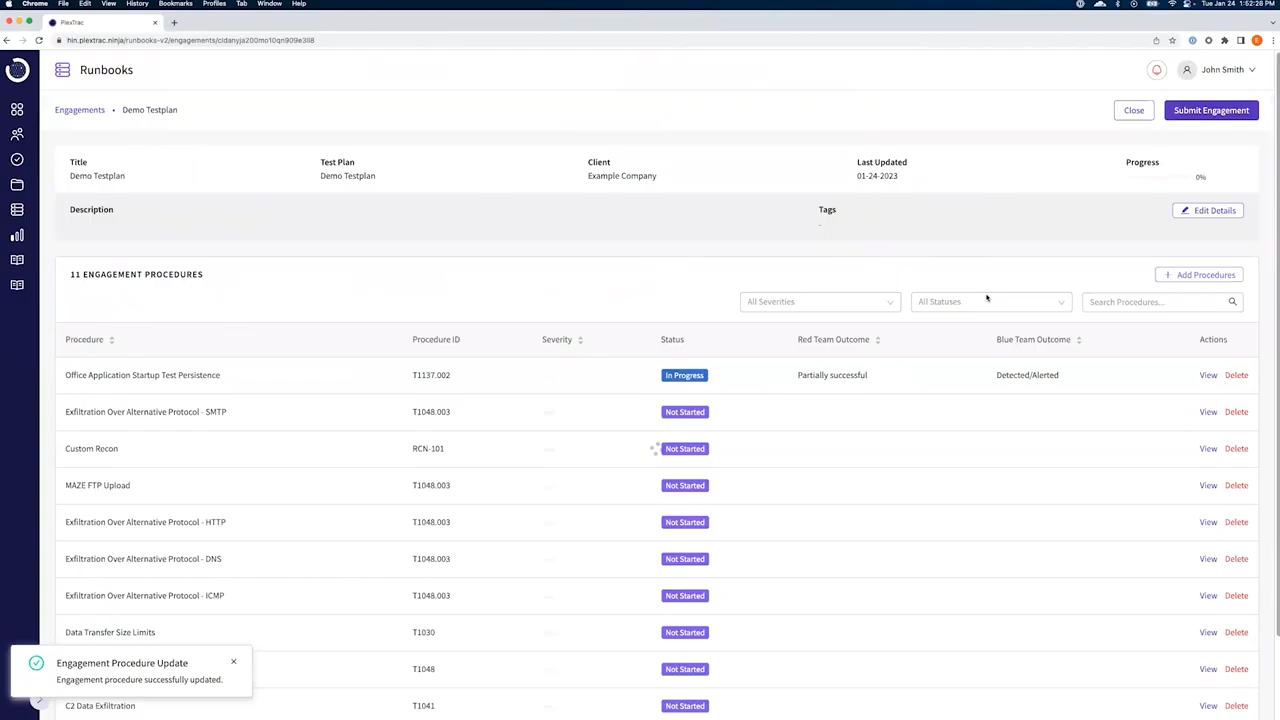 Chrome File Edit View History Bookmarks Profiles Tab Window Help Tue Jan 24 1:52:28 PM
PlexTrac
hin.plextrac.ninja/runbooks-v2/engagements/cldanyja200mo10qn909e3ll8
Runbooks John Smith
Engagements • Demo Testplan Close Submit Engagement
Title Test Plan Client Last Updated Progress
Demo Testplan Demo Testplan Example Company 01-24-2023 0%
Description Tags Edit Details
-
11 ENGAGEMENT PROCEDURES + Add Procedures
All Severities All Statuses Search Procedures...
Procedure Procedure ID Severity Status Red Team Outcome Blue Team Outcome Actions
Office Application Startup Test Persistence T1137.002 In Progress Partially successful Detected/Alerted View Delete
Exfiltration Over Alternative Protocol - SMTP T1048.003 Not Started View Delete
Custom Recon RCN-101 Not Started View Delete
MAZE FTP Upload T1048.003 Not Started View Delete
Exfiltration Over Alternative Protocol - HTTP T1048.003 Not Started View Delete
Exfiltration Over Alternative Protocol - DNS T1048.003 Not Started View Delete
Exfiltration Over Alternative Protocol - ICMP T1048.003 Not Started View Delete
Data Transfer Size Limits T1030 Not Started View Delete
T1048 Not Started View Delete
C2 Data Exfiltration T1041 Not Started View Delete
Engagement Procedure Update
Engagement procedure successfully updated.